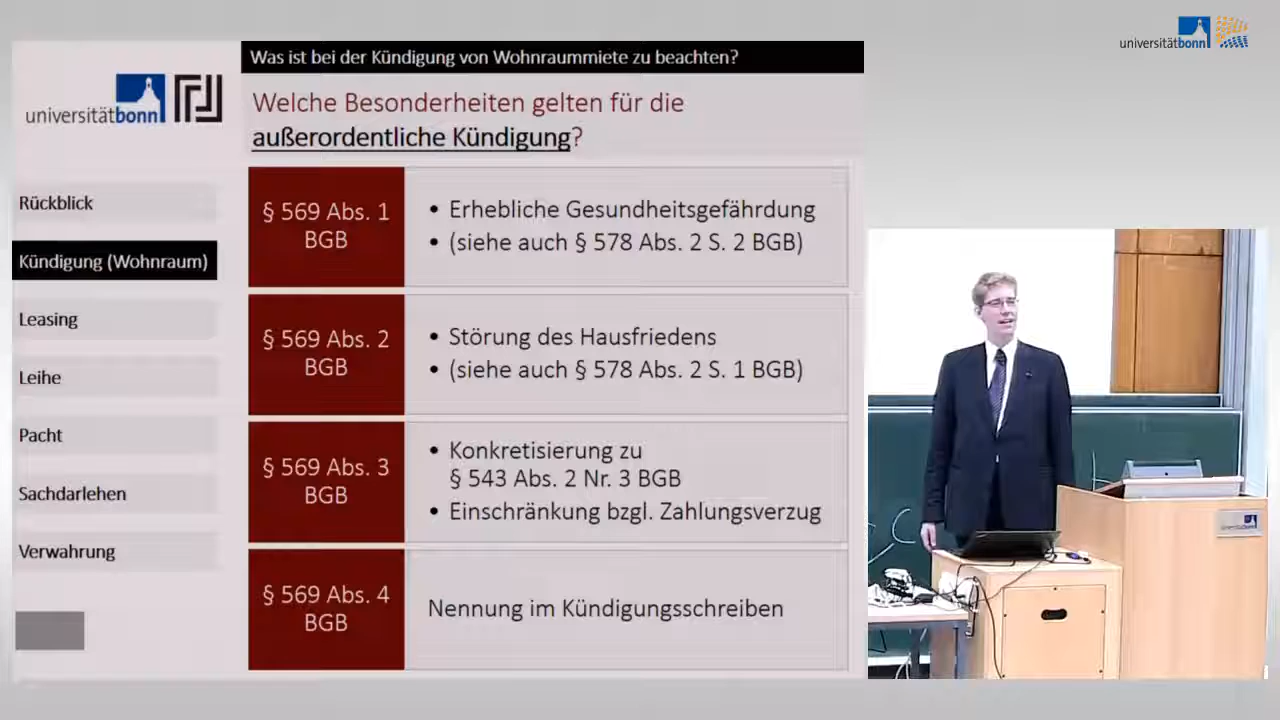 universitätbonn
Was ist bei der Kündigung von Wohnraummiete zu beachten?
universitätbonn
Welche Besonderheiten gelten für die
außerordentliche Kündigung?
Rückblick
Kündigung (Wohnraum)
Leasing
Leihe
Pacht
Sachdarlehen
Verwahrung
§ 569 Abs. 1
BGB
• Erhebliche Gesundheitsgefährdung
• (siehe auch § 578 Abs. 2 S. 2 BGB)
§ 569 Abs. 2
BGB
• Störung des Hausfriedens
• (siehe auch § 578 Abs. 2 S. 1 BGB)
§ 569 Abs. 3
BGB
• Konkretisierung zu
§ 543 Abs. 2 Nr. 3 BGB
• Einschränkung bzgl. Zahlungsverzug
§ 569 Abs. 4
BGB
Nennung im Kündigungsschreiben